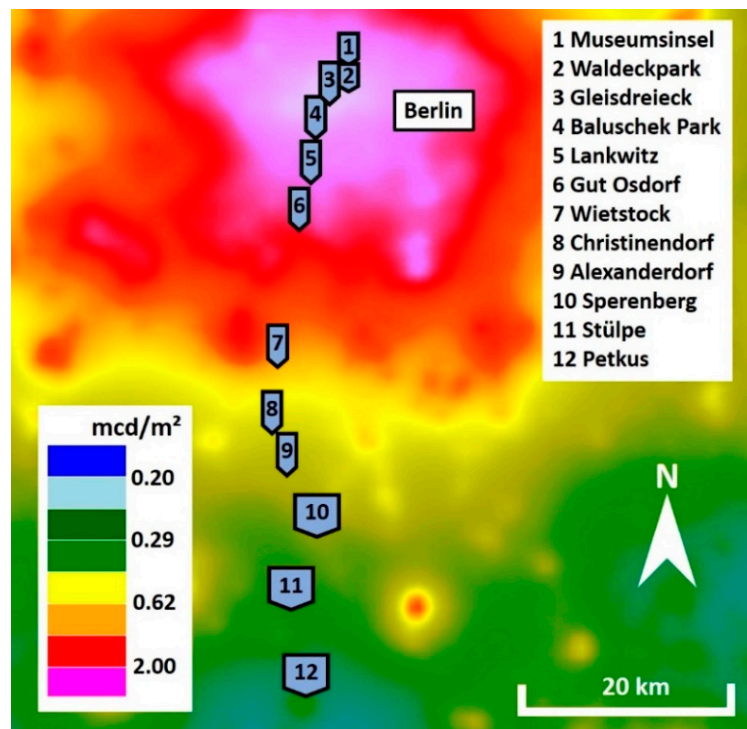 1
2
3
4
5
6
7
8
9
10
11
12
Berlin
1 Museumsinsel
2 Waldeckpark
3 Gleisdreieck
4 Baluschek Park
5 Lankwitz
6 Gut Osdorf
7 Wietstock
8 Christinendorf
9 Alexanderdorf
10 Sperenberg
11 Stülpe
12 Petkus
mcd/m²
0.20
0.29
0.62
2.00
N
20 km